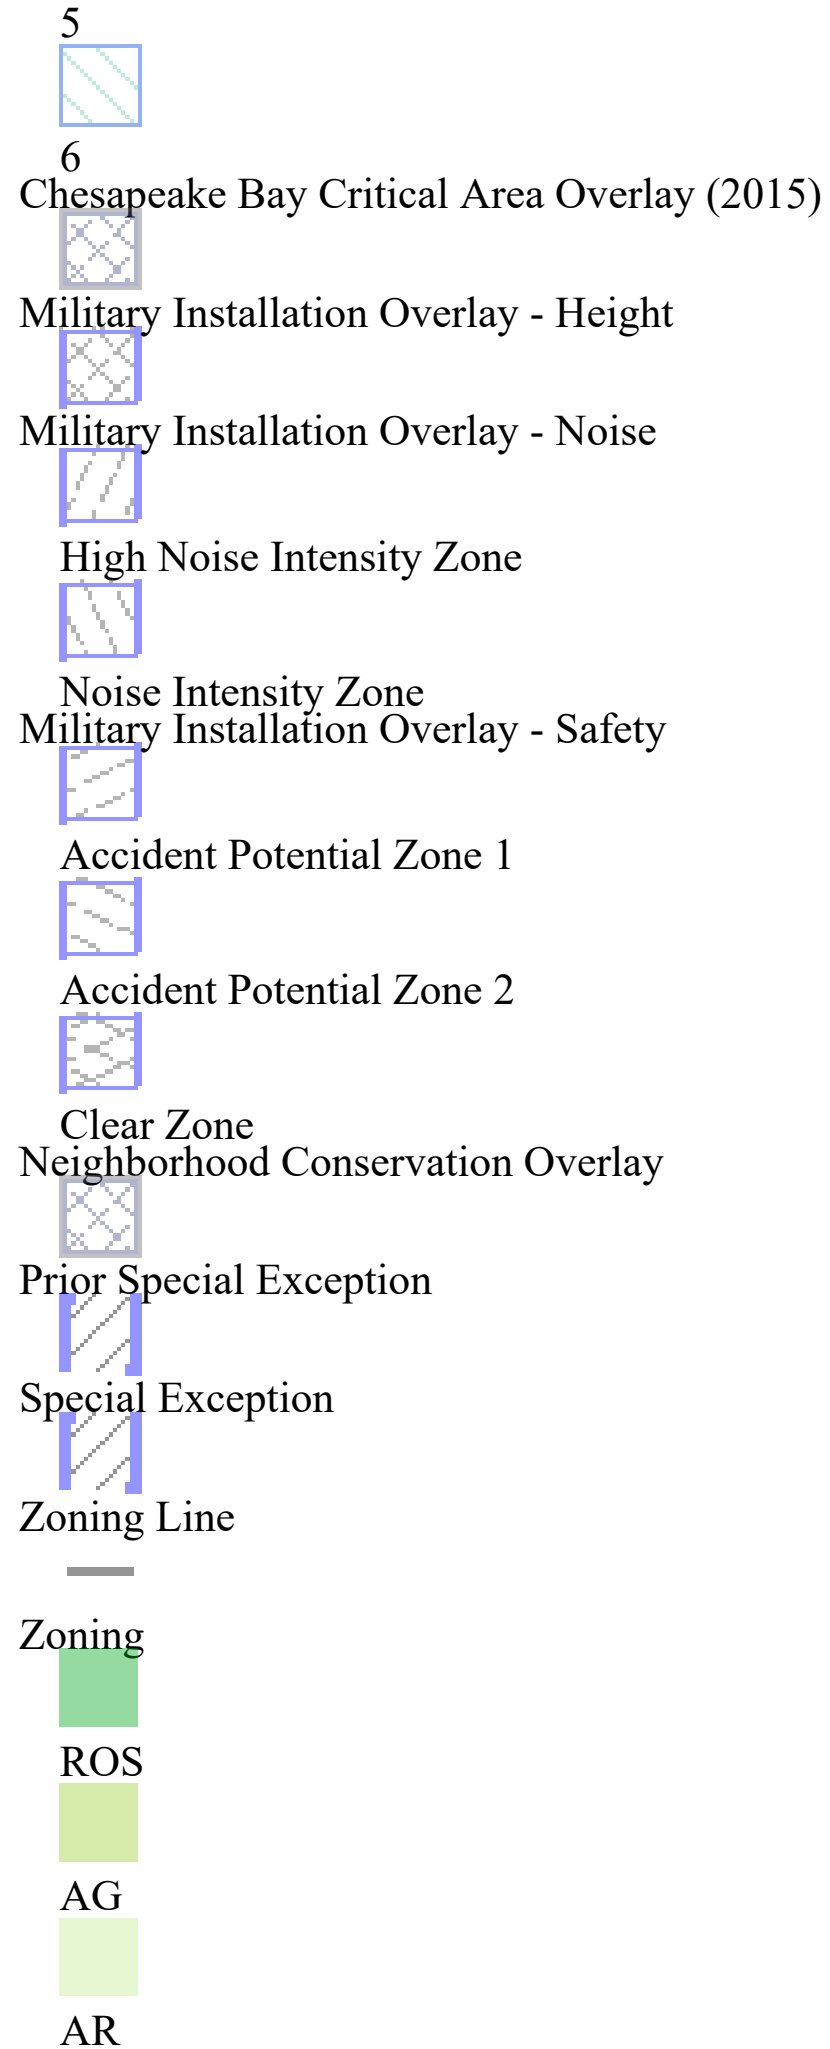 5
6
Chesapeake Bay Critical Area Overlay (2015)
Military Installation Overlay - Height
Military Installation Overlay - Noise
High Noise Intensity Zone
Noise Intensity Zone
Military Installation Overlay - Safety
Accident Potential Zone 1
Accident Potential Zone 2
Clear Zone
Neighborhood Conservation Overlay
Prior Special Exception
Special Exception
Zoning Line
Zoning
ROS
AG
AR